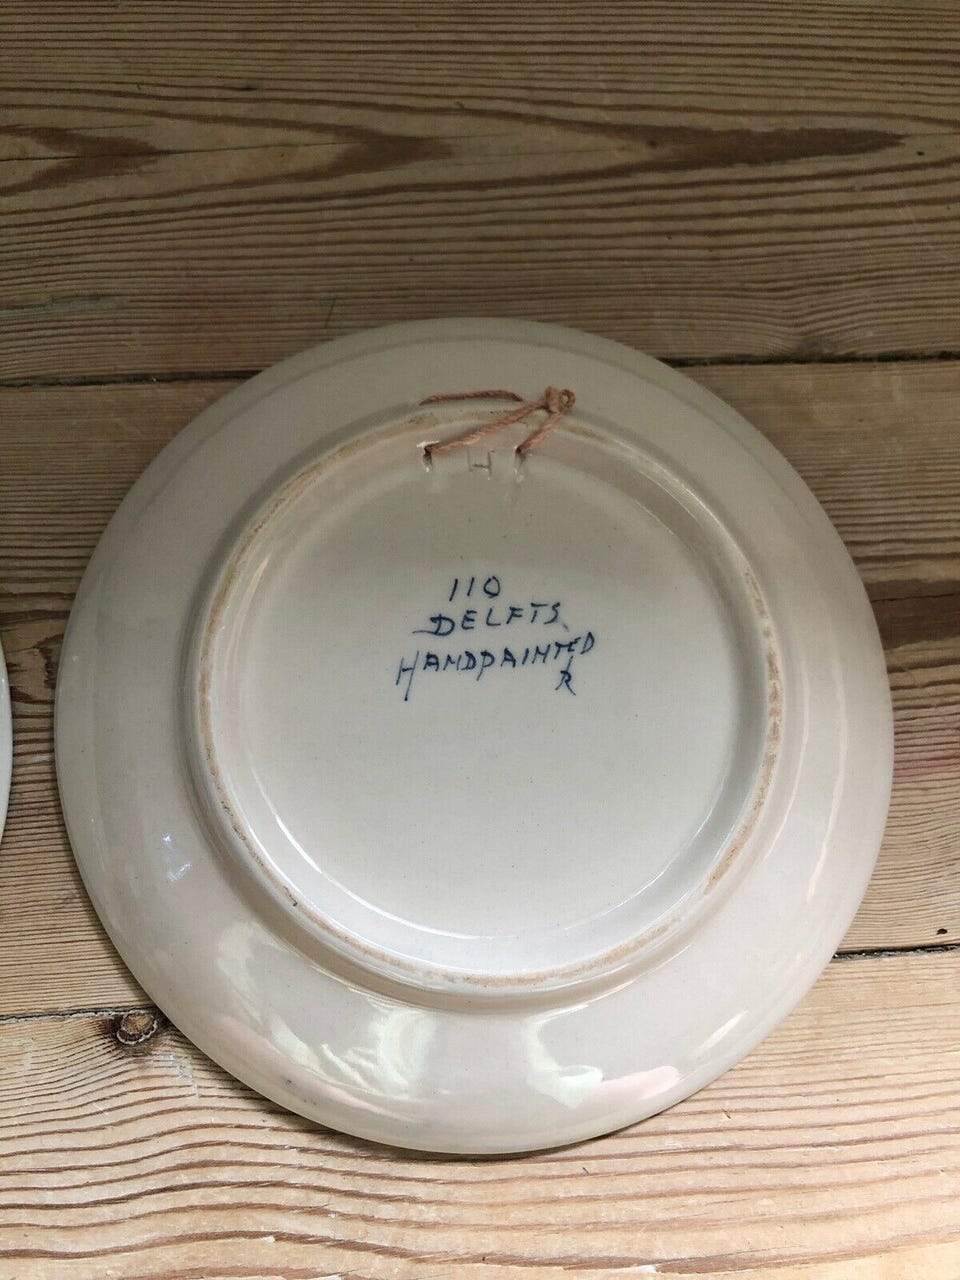 H
110
DELFTS
HANDPAINTED
R